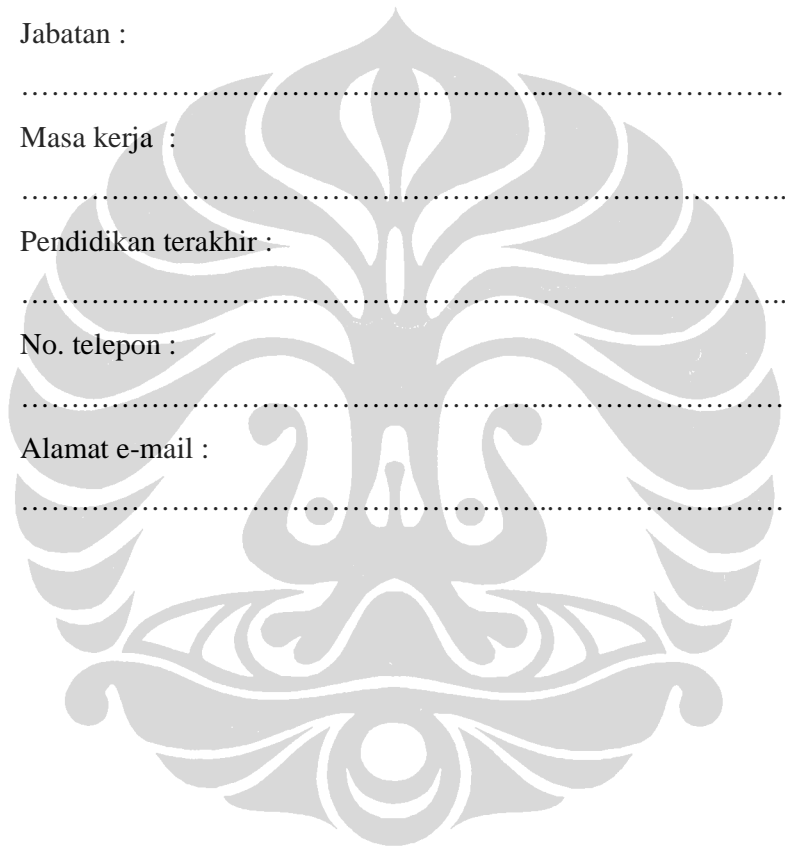 Jabatan :
……………………………………………..……………………
Masa kerja  :
…………………………………………………………………..
Pendidikan terakhir :
…………………………………………………………………..
No. telepon :
……………………………………………..……………………
Alamat e-mail :
……………………………………………..……………………